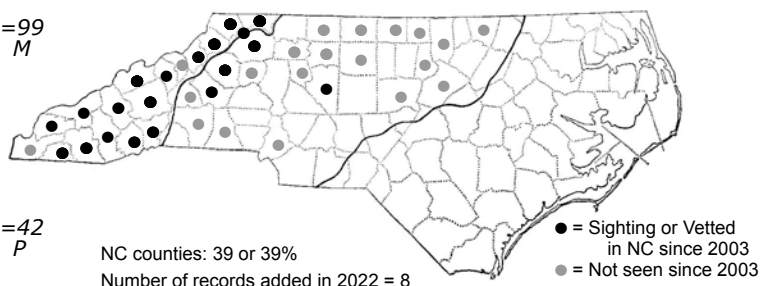 =99
M
=42
P
NC counties: 39 or 39%
Number of records added in 2022 = 8
● = Sighting or Vetted
in NC since 2003
● = Not seen since 2003